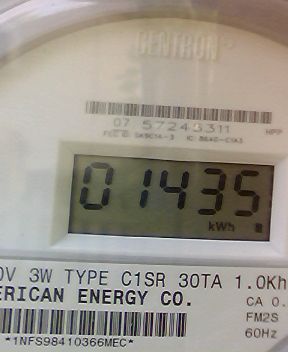 CENTRON
07 57243311 HPP
01435
kWh
0V 3W TYPE C1SR 30TA 1.0Kh
ERICAN ENERGY CO. CA 0.
FM2S
*1NFS98410366MEC* 60Hz